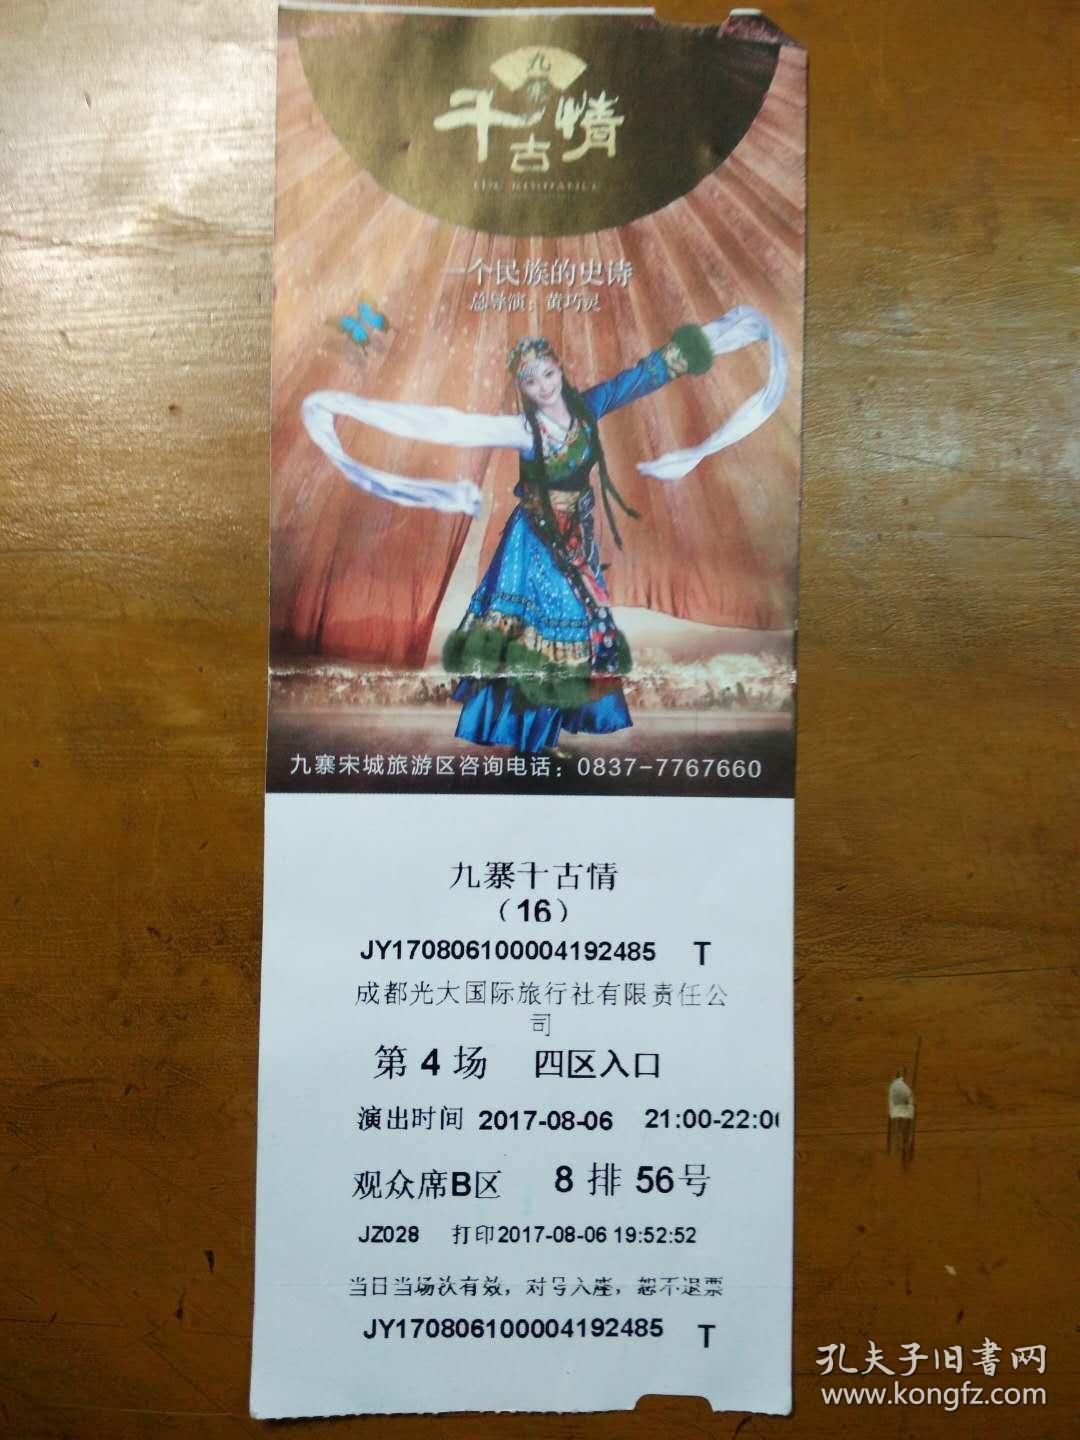 九寨
千古情
THE ROMANCE
一个民族的史诗
总导演：黄巧灵
九寨宋城旅游区咨询电话：0837-7767660
九寨千古情
（16）
JY170806100004192485 T
成都光大国际旅行社有限责任公
司
第 4 场 四区入口
演出时间 2017-08-06 21:00-22:00
观众席B区 8 排 56号
JZ028 打印2017-08-06 19:52:52
当日当场次有效，对号入座，恕不退票
JY170806100004192485 T
孔夫子旧書网
www.kongfz.com